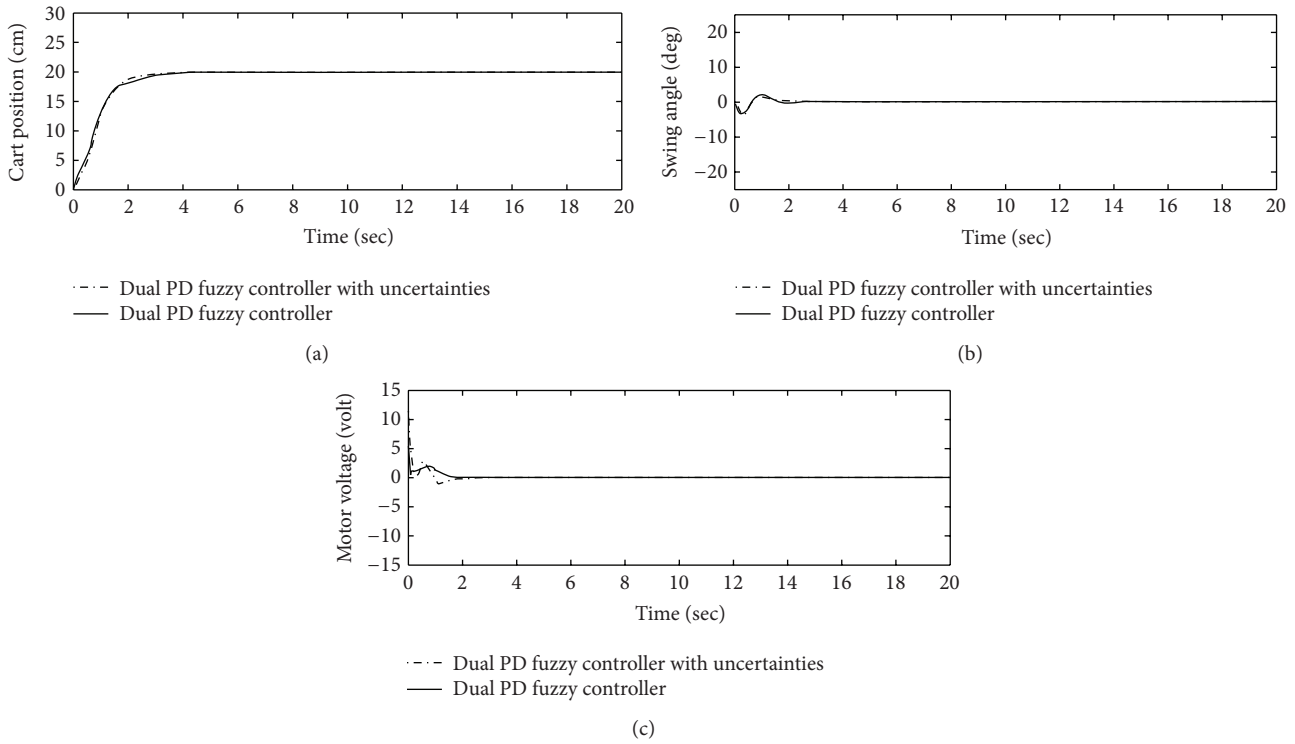 30
25
20
15
10
5
0
Cart position (cm)
0 2 4 6 8 10 12 14 16 18 20
Time (sec)
Dual PD fuzzy controller with uncertainties
Dual PD fuzzy controller
(a)
20
10
0
−10
−20
Swing angle (deg)
0 2 4 6 8 10 12 14 16 18 20
Time (sec)
Dual PD fuzzy controller with uncertainties
Dual PD fuzzy controller
(b)
15
10
5
0
−5
−10
−15
Motor voltage (volt)
0 2 4 6 8 10 12 14 16 18 20
Time (sec)
Dual PD fuzzy controller with uncertainties
Dual PD fuzzy controller
(c)